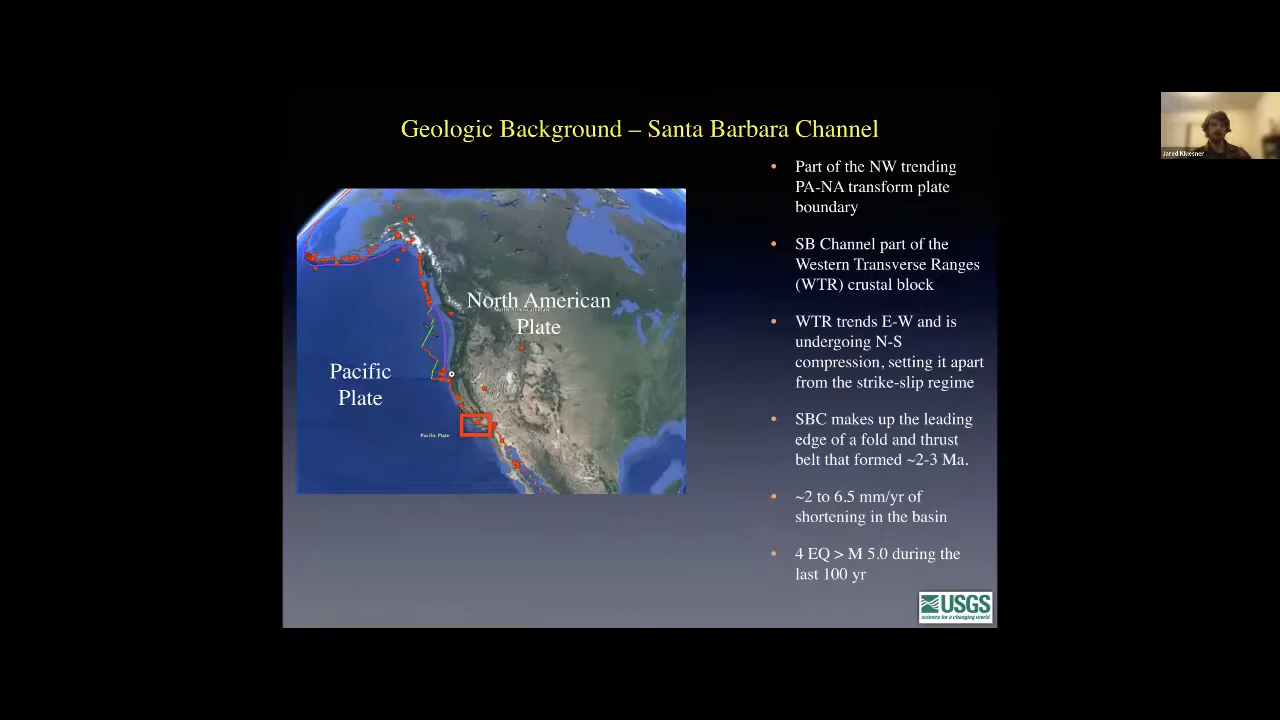 Geologic Background – Santa Barbara Channel
North American
Plate
Pacific
Plate
Pacific Plate
• Part of the NW trending
PA-NA transform plate
boundary
• SB Channel part of the
Western Transverse Ranges
(WTR) crustal block
• WTR trends E-W and is
undergoing N-S
compression, setting it apart
from the strike-slip regime
• SBC makes up the leading
edge of a fold and thrust
belt that formed ~2-3 Ma.
• ~2 to 6.5 mm/yr of
shortening in the basin
• 4 EQ > M 5.0 during the
last 100 yr
USGS
science for a changing world
Jared Kluesner